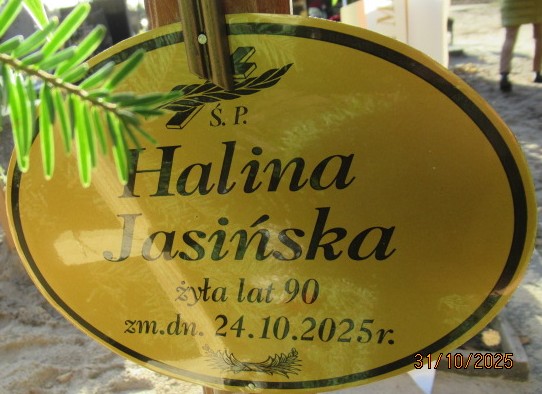 Ś. P.
Halina
Jasińska
żyła lat 90
zm.dn. 24.10.2025r.
31/10/2025